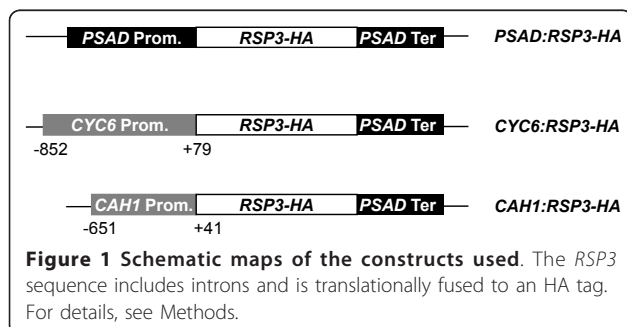 PSAD Prom. RSP3-HA PSAD Ter PSAD:RSP3-HA
CYC6 Prom. RSP3-HA PSAD Ter CYC6:RSP3-HA
-852 +79
CAH1 Prom. RSP3-HA PSAD Ter CAH1:RSP3-HA
-651 +41
Figure 1 Schematic maps of the constructs used. The RSP3
sequence includes introns and is translationally fused to an HA tag.
For details, see Methods.